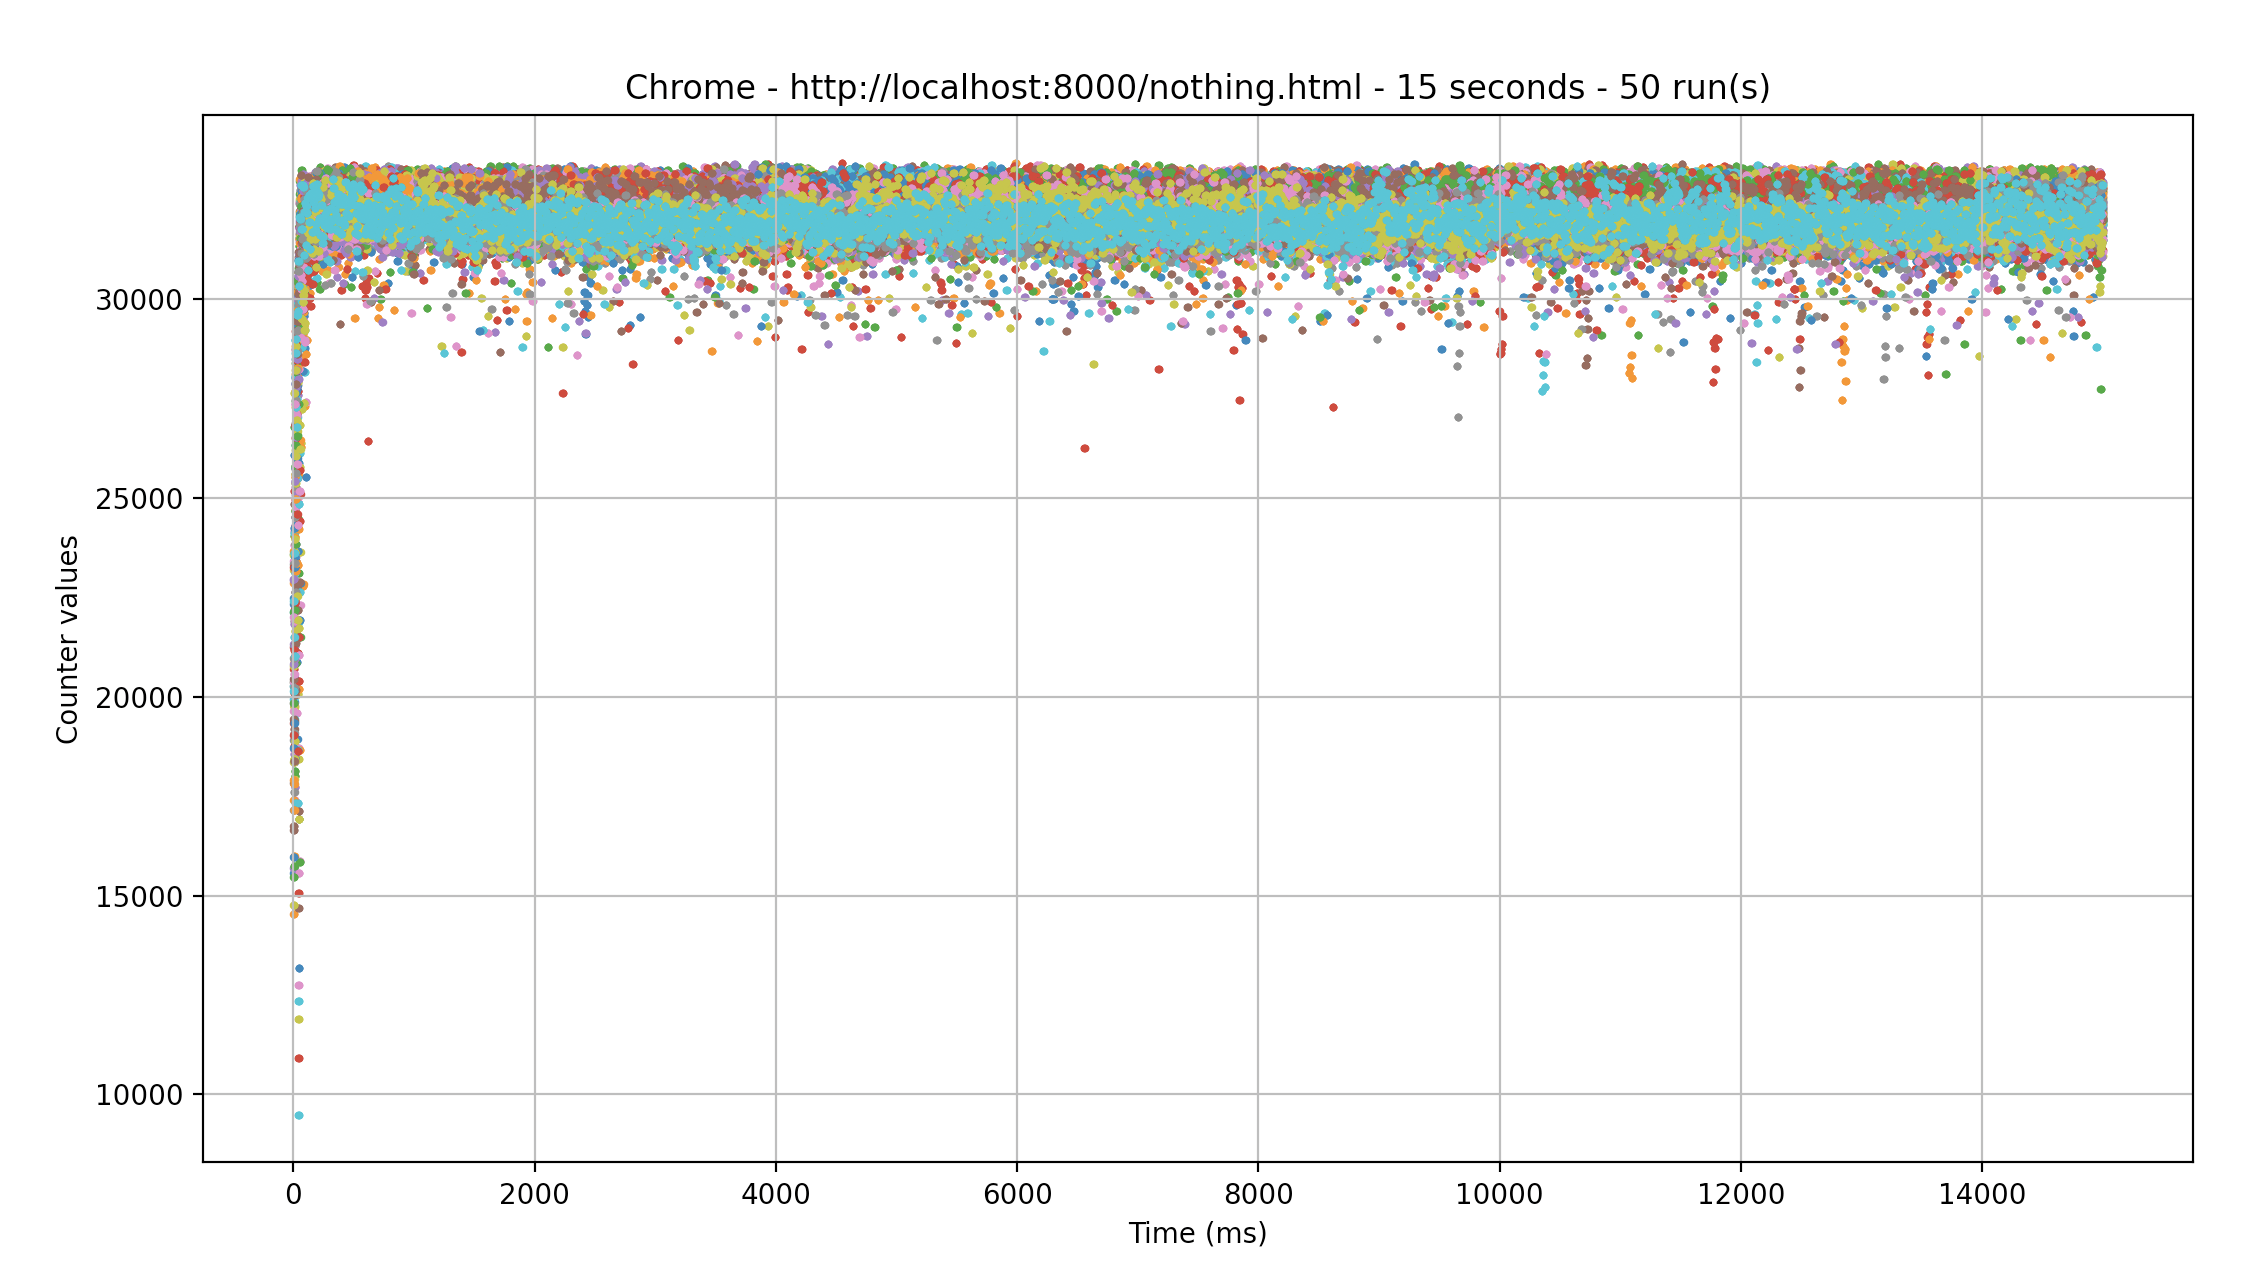 Chrome - http://localhost:8000/nothing.html - 15 seconds - 50 run(s)
30000
25000
20000
15000
10000
Counter values
0 2000 4000 6000 8000 10000 12000 14000
Time (ms)